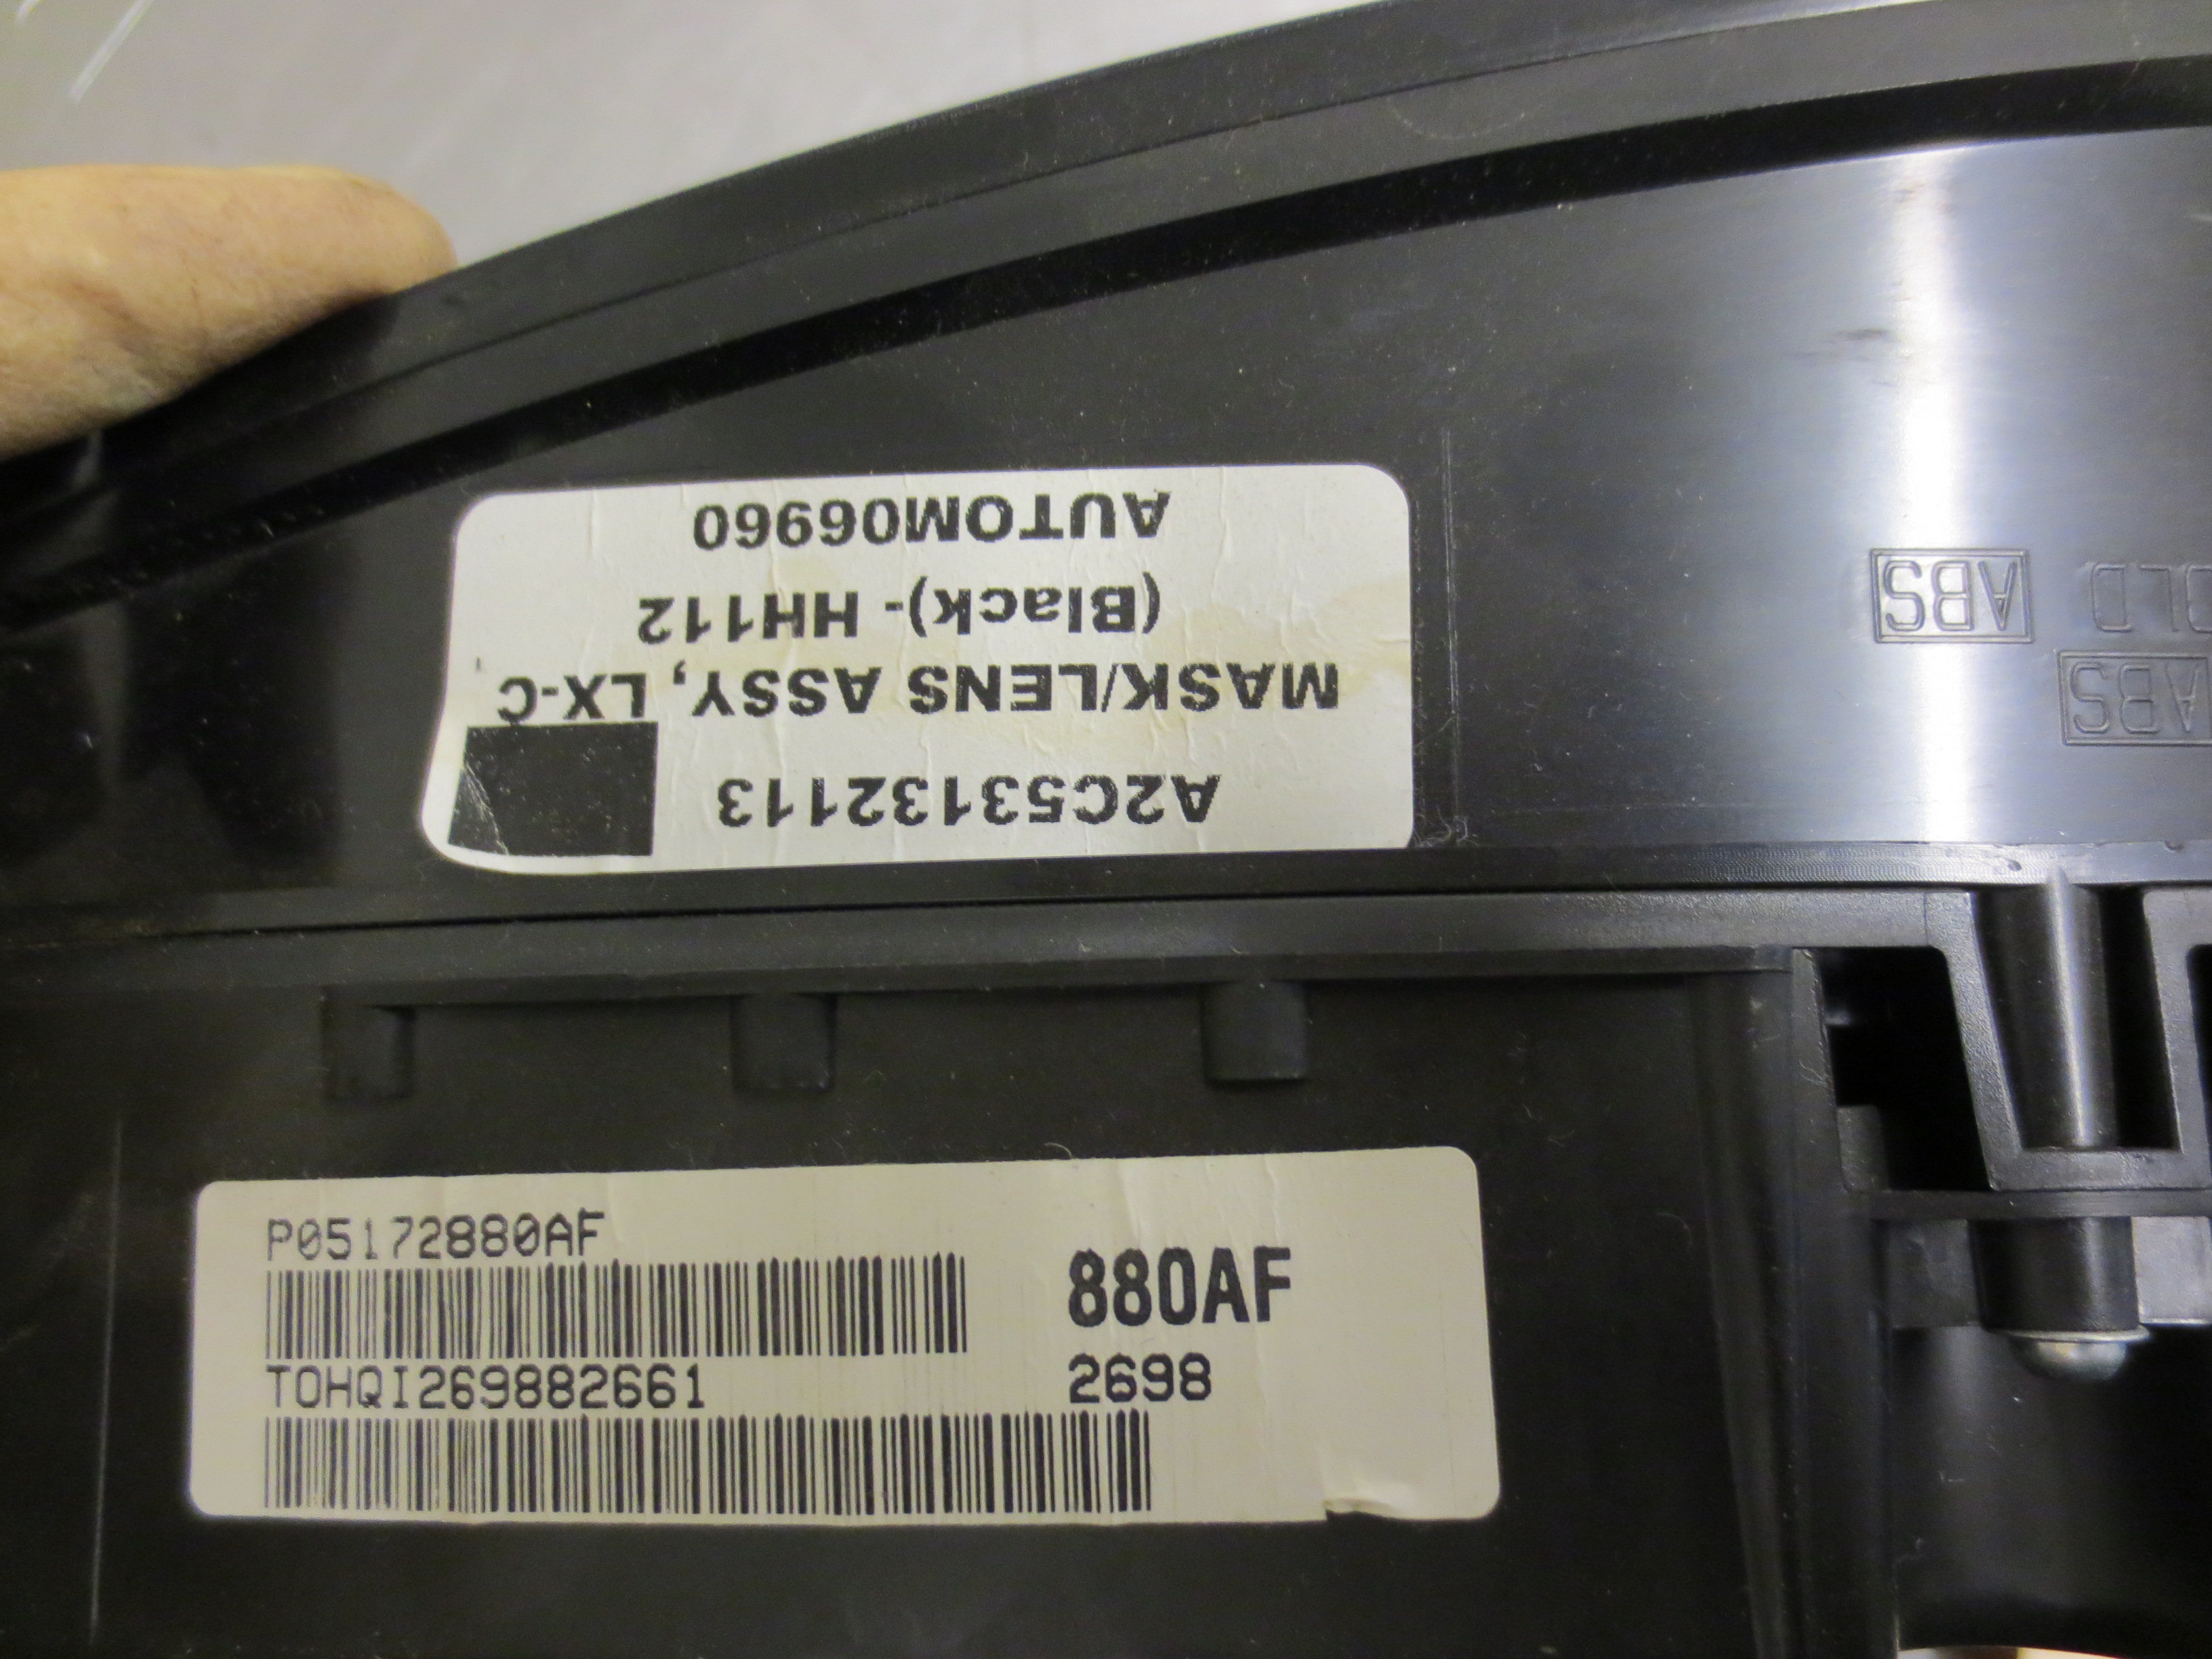 A2C53132113
MASK/LENS ASSY, LX-C
(Black)- HH112
AUTOM06960
ABS
ABS
P05172880AF
880AF
TOHQI269882661
2698